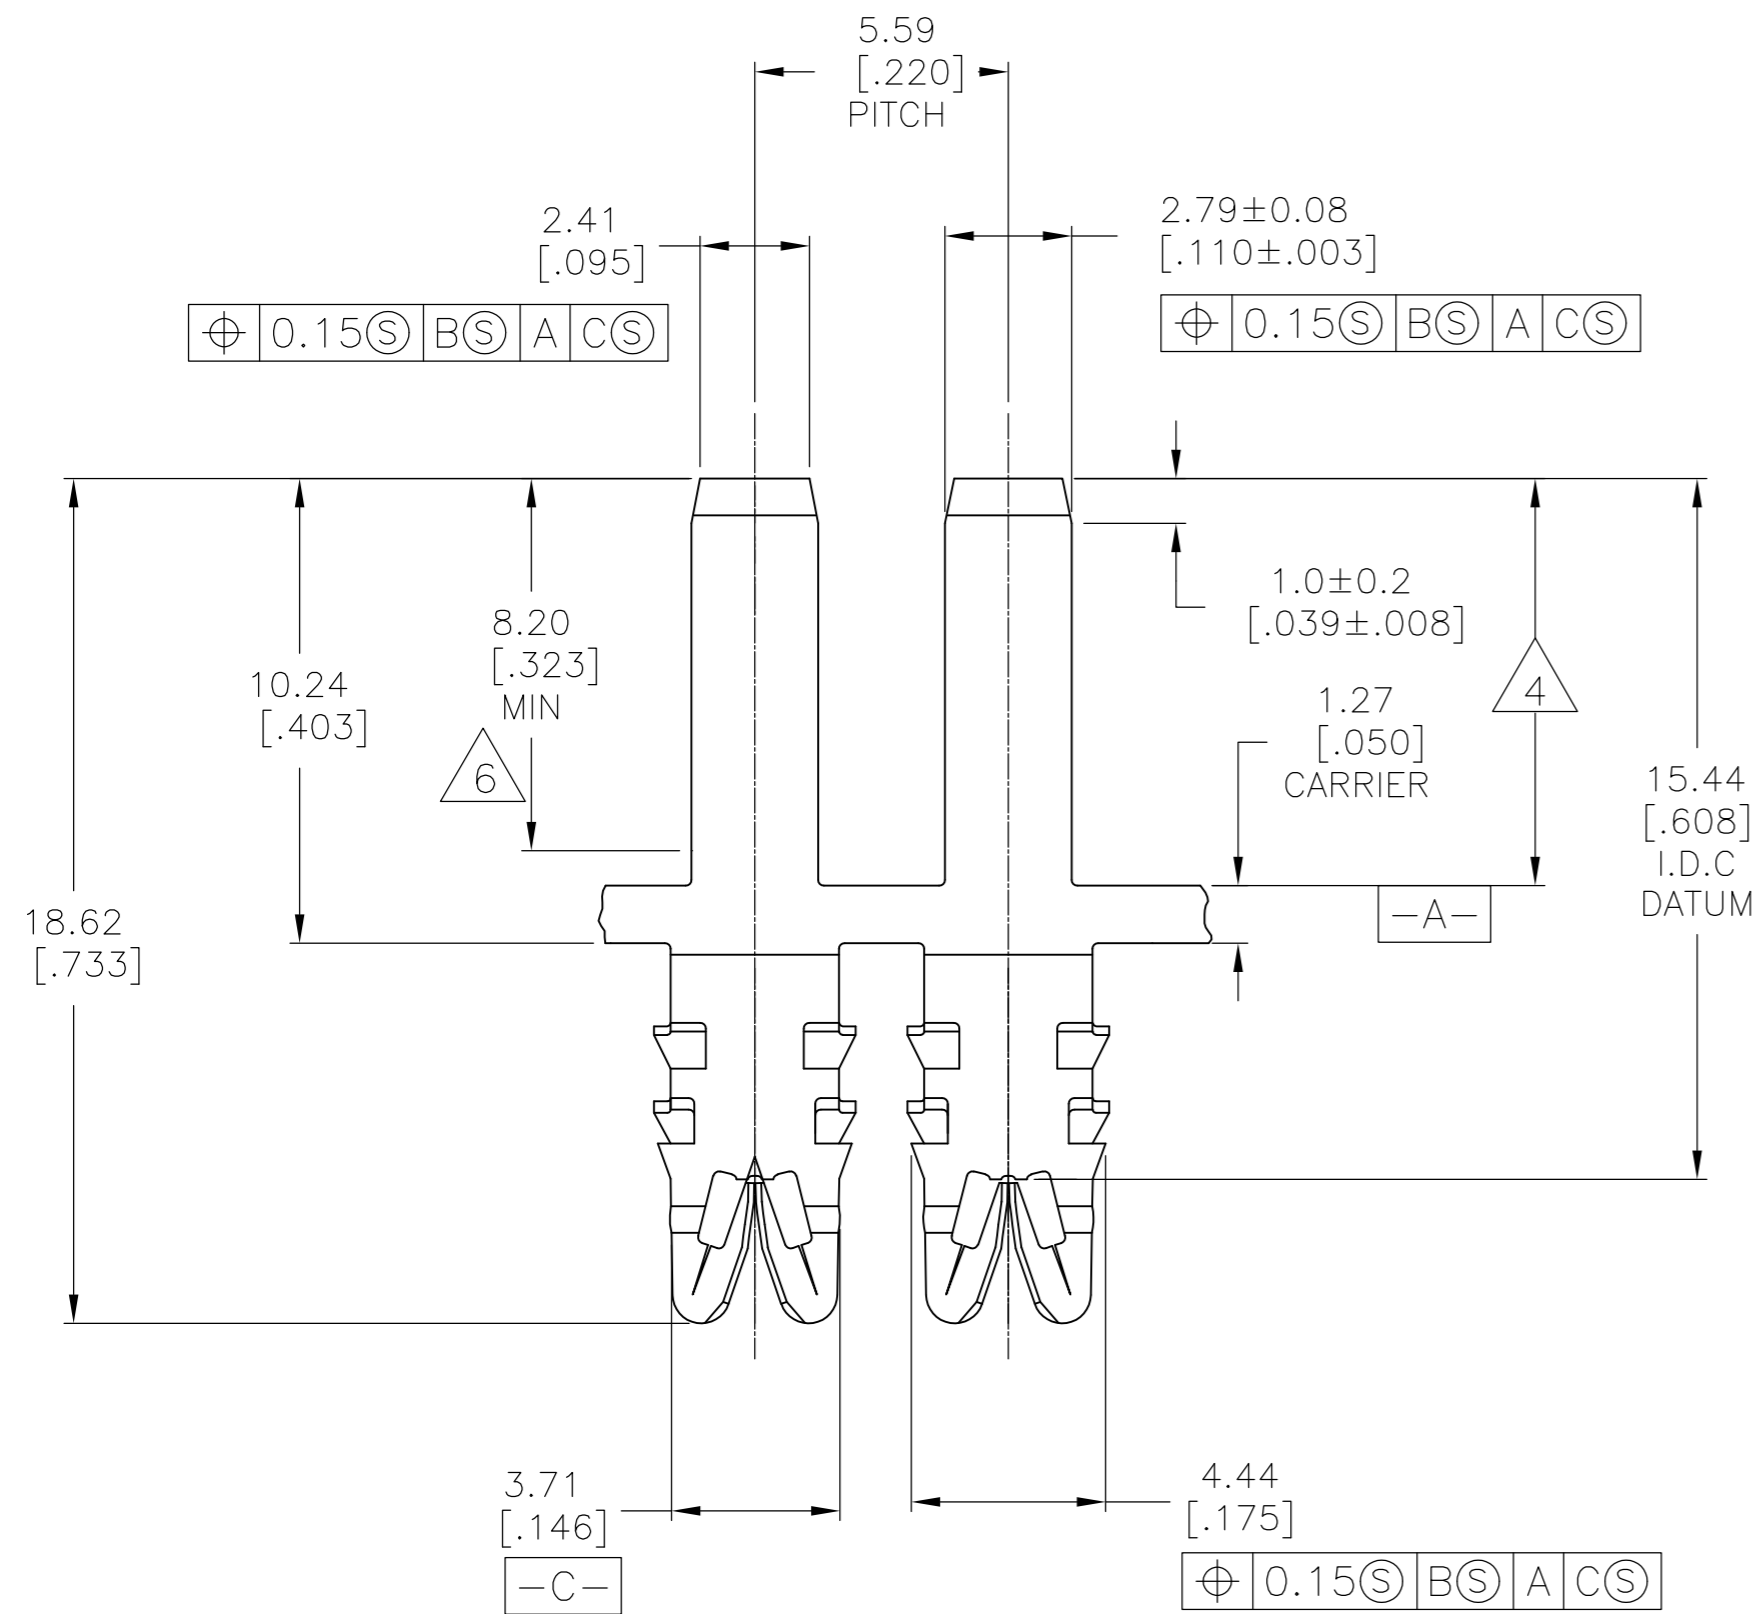 5.59
[.220]
PITCH
2.41
[.095]
2.79±0.08
[.110±.003]
⌖ 0.15Ⓢ BⓈ A CⓈ
⌖ 0.15Ⓢ BⓈ A CⓈ
1.0±0.2
[.039±.008]
8.20
[.323]
MIN
6
10.24
[.403]
4
1.27
[.050]
CARRIER
15.44
[.608]
I.D.C
DATUM
-A-
18.62
[.733]
3.71
[.146]
-C-
4.44
[.175]
⌖ 0.15Ⓢ BⓈ A CⓈ